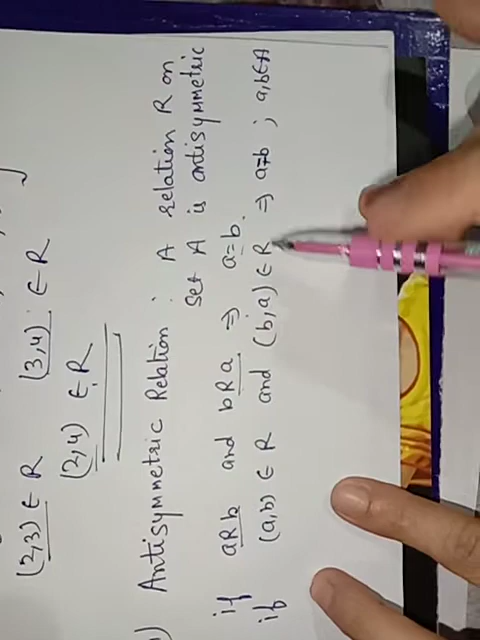 (2,3) ∈ R (3,4) ∈ R
(2,4) ∈ R
) Antisymmetric Relation : A relation R on
set A is antisymmetric
if aRb and bRa ⇒ a=b.
if (a,b) ∈ R and (b,a) ∈ R ⇒ a=b ; a,b∈A